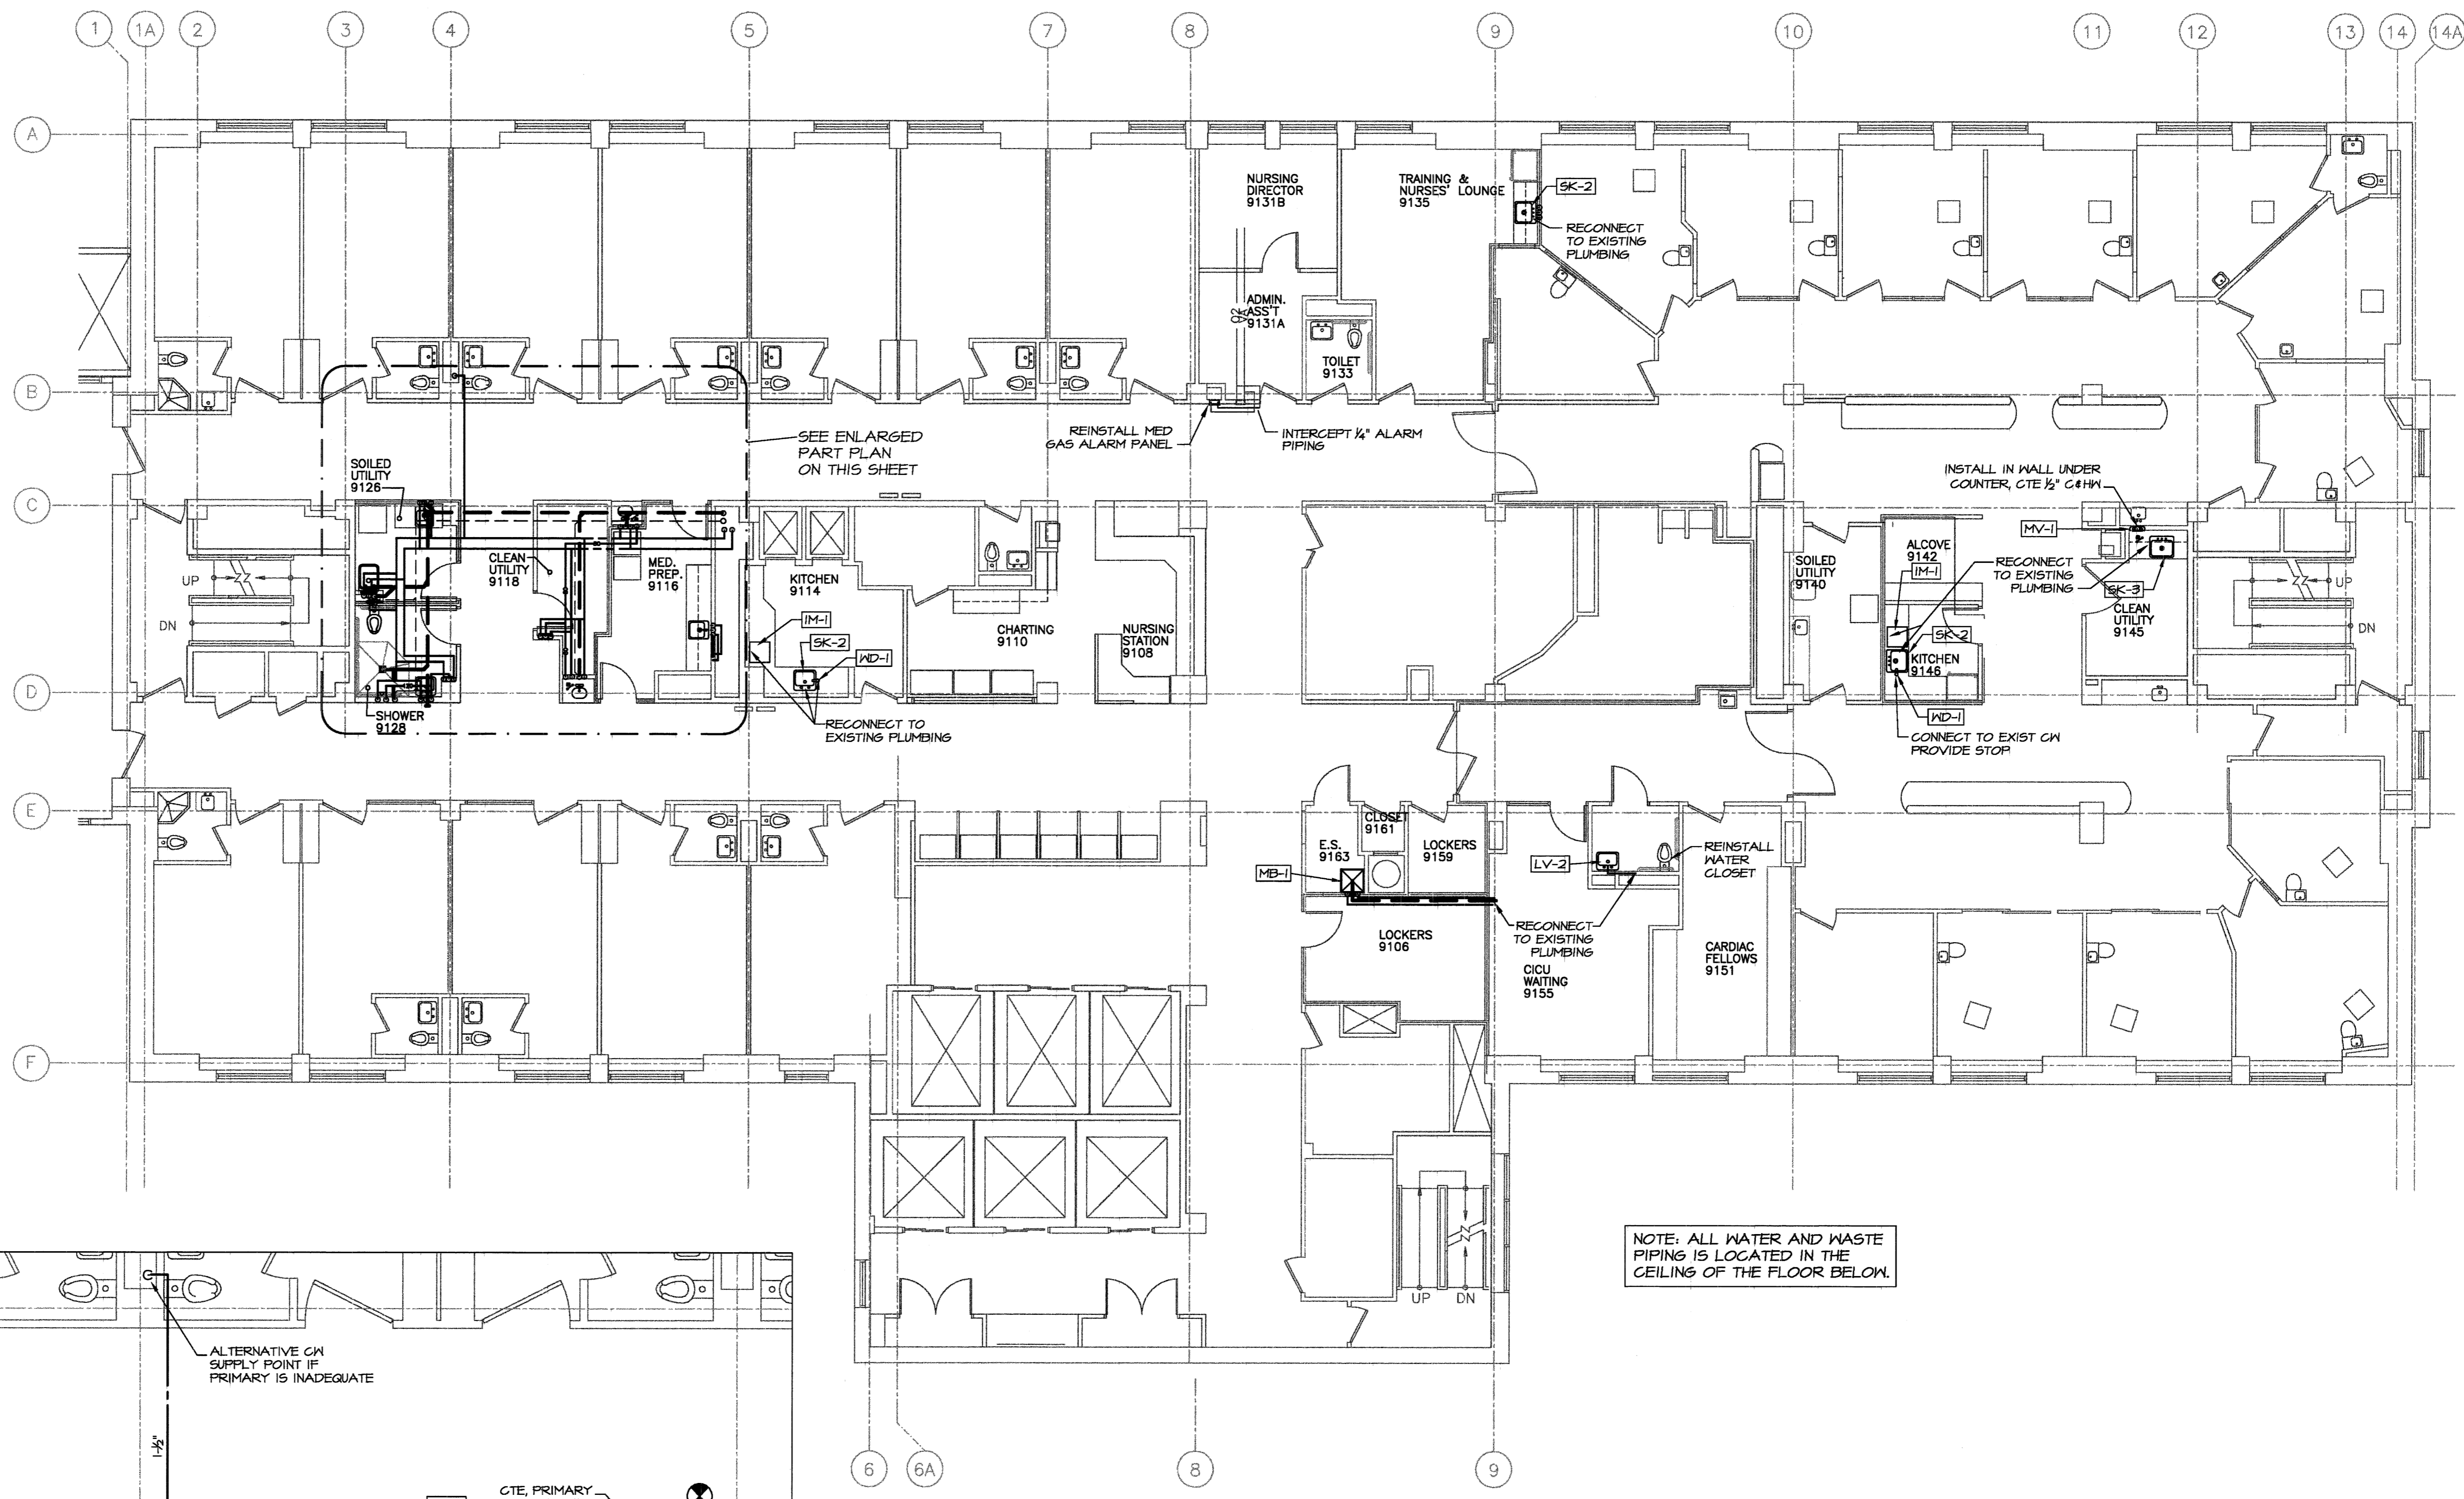 1
1A
2
3
4
5
7
8
9
10
11
12
13
14
14A
A
B
C
D
E
F
NURSING
DIRECTOR
9131B
TRAINING &
NURSES' LOUNGE
9135
SK-2
RECONNECT
TO EXISTING
PLUMBING
ADMIN.
ASS'T
9131A
TOILET
9133
REINSTALL MED
GAS ALARM PANEL
INTERCEPT ¼" ALARM
PIPING
SEE ENLARGED
PART PLAN
ON THIS SHEET
SOILED
UTILITY
9126
CLEAN
UTILITY
9118
MED.
PREP.
9116
KITCHEN
9114
IM-1
SK-2
WD-1
RECONNECT TO
EXISTING PLUMBING
CHARTING
9110
NURSING
STATION
9108
SHOWER
9128
UP
DN
INSTALL IN WALL UNDER
COUNTER, CTE ½" C&HW
MV-1
RECONNECT
TO EXISTING
PLUMBING
SK-3
CLEAN
UTILITY
9145
SOILED
UTILITY
9140
ALCOVE
9142
IM-1
SK-2
KITCHEN
9146
WD-1
CONNECT TO EXIST CW
PROVIDE STOP
UP
DN
E.S.
9163
CLOSET
9161
LOCKERS
9159
MB-1
LV-2
REINSTALL
WATER
CLOSET
RECONNECT
TO EXISTING
PLUMBING
LOCKERS
9106
CICU
WAITING
9155
CARDIAC
FELLOWS
9151
UP
DN
NOTE: ALL WATER AND WASTE
PIPING IS LOCATED IN THE
CEILING OF THE FLOOR BELOW.
ALTERNATIVE CW
SUPPLY POINT IF
PRIMARY IS INADEQUATE
1-½"
CTE, PRIMARY
6
6A
8
9